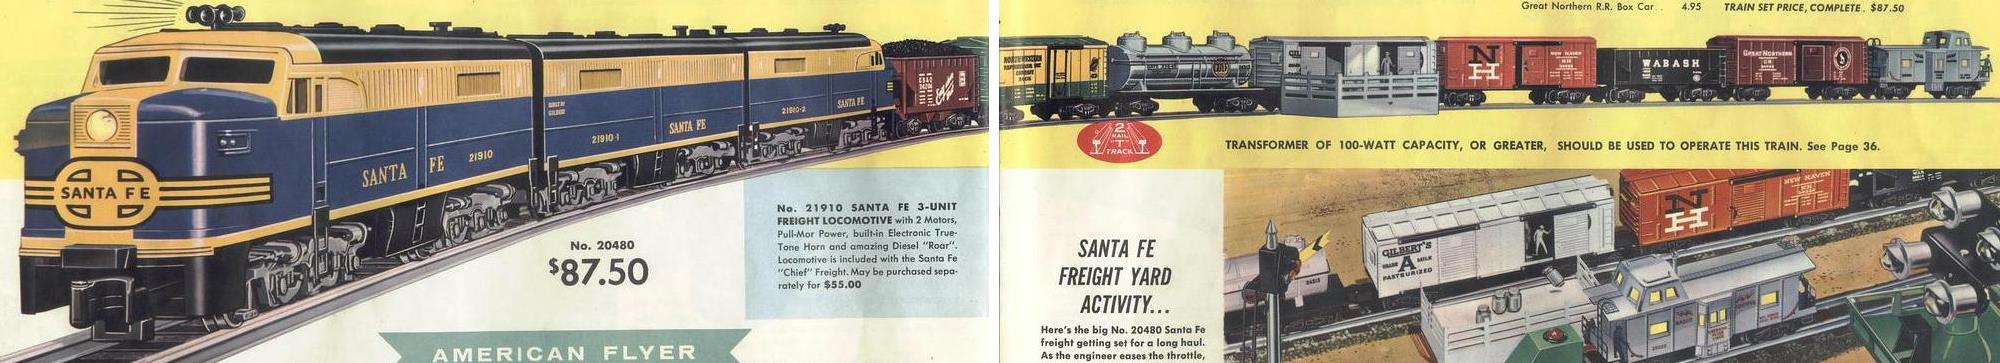 SANTA FE
SANTA FE 21910
BUILT BY
GILBERT
21910-1
SANTA FE
21910-2
SANTA FE
No. 20480
$87.50
No. 21910 SANTA FE 3-UNIT
FREIGHT LOCOMOTIVE with 2 Motors,
Pull-Mor Power, built-in Electronic True-
Tone Horn and amazing Diesel "Roar".
Locomotive is included with the Santa Fe
"Chief" Freight. May be purchased sepa-
rately for $55.00
AMERICAN FLYER
Great Northern R.R. Box Car . . 4.95 TRAIN SET PRICE, COMPLETE. $87.50
NORTHWESTERN
N
H
NEW HAVEN
WABASH
GREAT NORTHERN
2
RAIL
T
TRACK
TRANSFORMER OF 100-WATT CAPACITY, OR GREATER, SHOULD BE USED TO OPERATE THIS TRAIN. See Page 36.
SANTA FE
FREIGHT YARD
ACTIVITY...
Here's the big No. 20480 Santa Fe
freight getting set for a long haul.
As the engineer eases the throttle,
GILBERT'S
GRADE A MILK
PASTEURIZED
N
H
NEW HAVEN